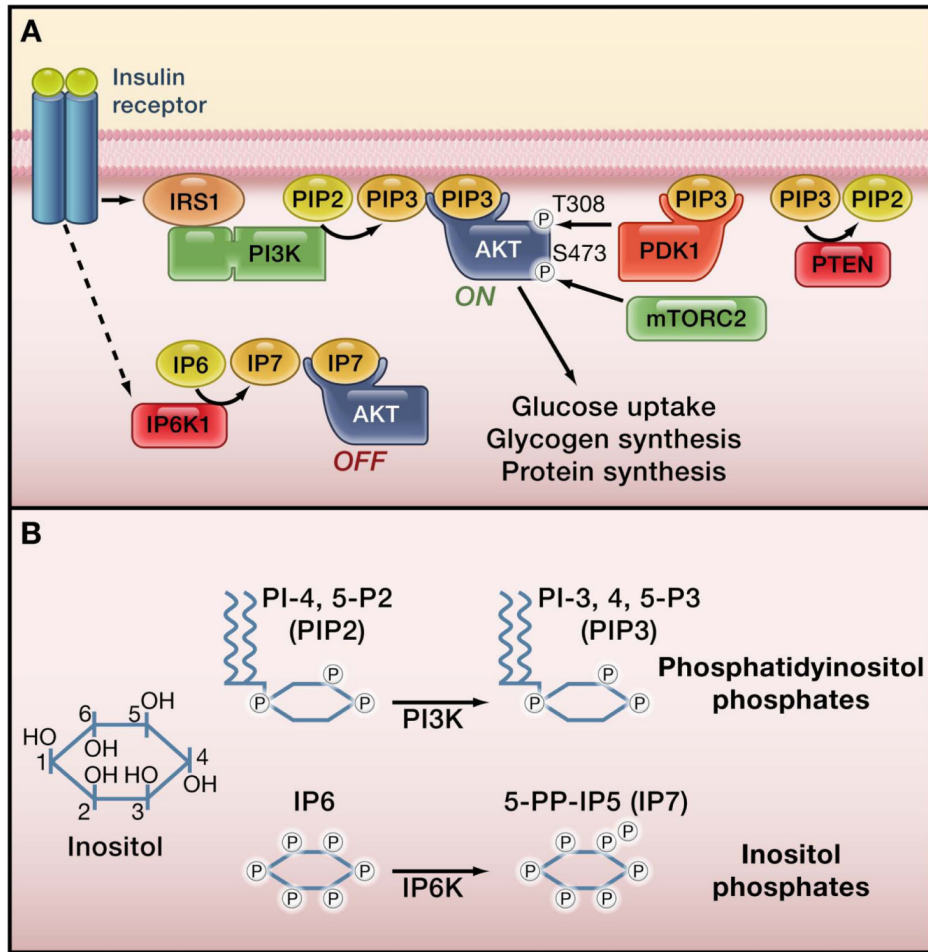 A
Insulin
receptor
IRS1
PI3K
PIP2
PIP3
PIP3
AKT
ON
P
T308
S473
P
PIP3
PDK1
mTORC2
PIP3
PIP2
PTEN
IP6
IP7
IP6K1
IP7
AKT
OFF
Glucose uptake
Glycogen synthesis
Protein synthesis
B
HO
1
6
OH
OH
5
4
OH
OH
2
HO
3
Inositol
PI-4, 5-P2
(PIP2)
P
P
P
PI3K
PI-3, 4, 5-P3
(PIP3)
P
P
P
Phosphatidyinositol
phosphates
IP6
P
P
P
P
P
P
IP6K
5-PP-IP5 (IP7)
P
P
P
P
P
P
P
Inositol
phosphates